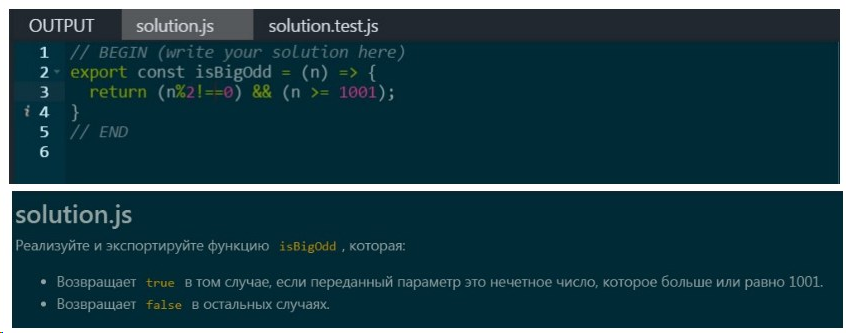 OUTPUT solution.js solution.test.js
1 // BEGIN (write your solution here)
2 export const isBigOdd = (n) => {
3 return (n%2!==0) && (n >= 1001);
i 4 }
5 // END
6
solution.js
Реализуйте и экспортируйте функцию isBigOdd , которая:
• Возвращает true в том случае, если переданный параметр это нечетное число, которое больше или равно 1001.
• Возвращает false в остальных случаях.